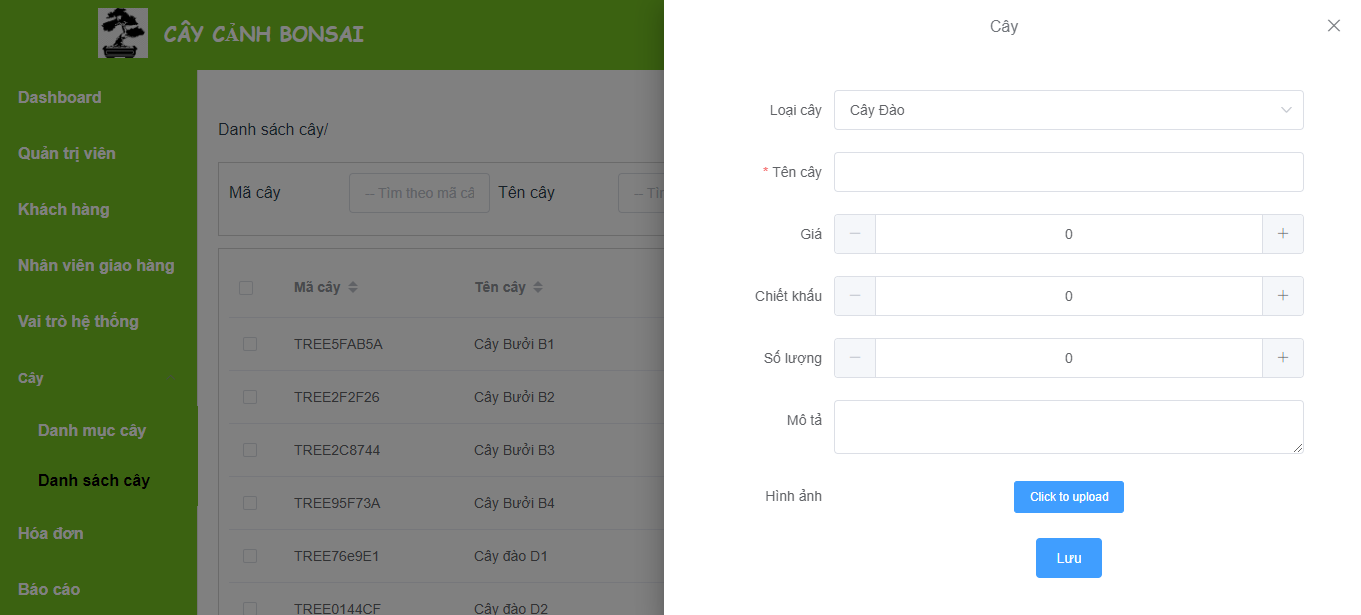 CÂY CẢNH BONSAI
Dashboard
Quản trị viên
Khách hàng
Nhân viên giao hàng
Vai trò hệ thống
Cây
Danh mục cây
Danh sách cây
Hóa đơn
Báo cáo
Danh sách cây/
Mã cây -- Tìm theo mã câ Tên cây -- Tìr
Mã cây Tên cây
TREE5FAB5A Cây Bưởi B1
TREE2F2F26 Cây Bưởi B2
TREE2C8744 Cây Bưởi B3
TREE95F73A Cây Bưởi B4
TREE76e9E1 Cây đào D1
TREE0144CF Cây đào D2
Cây
Loại cây Cây Đào
* Tên cây
Giá − 0 +
Chiết khấu − 0 +
Số lượng − 0 +
Mô tả
Hình ảnh Click to upload
Lưu